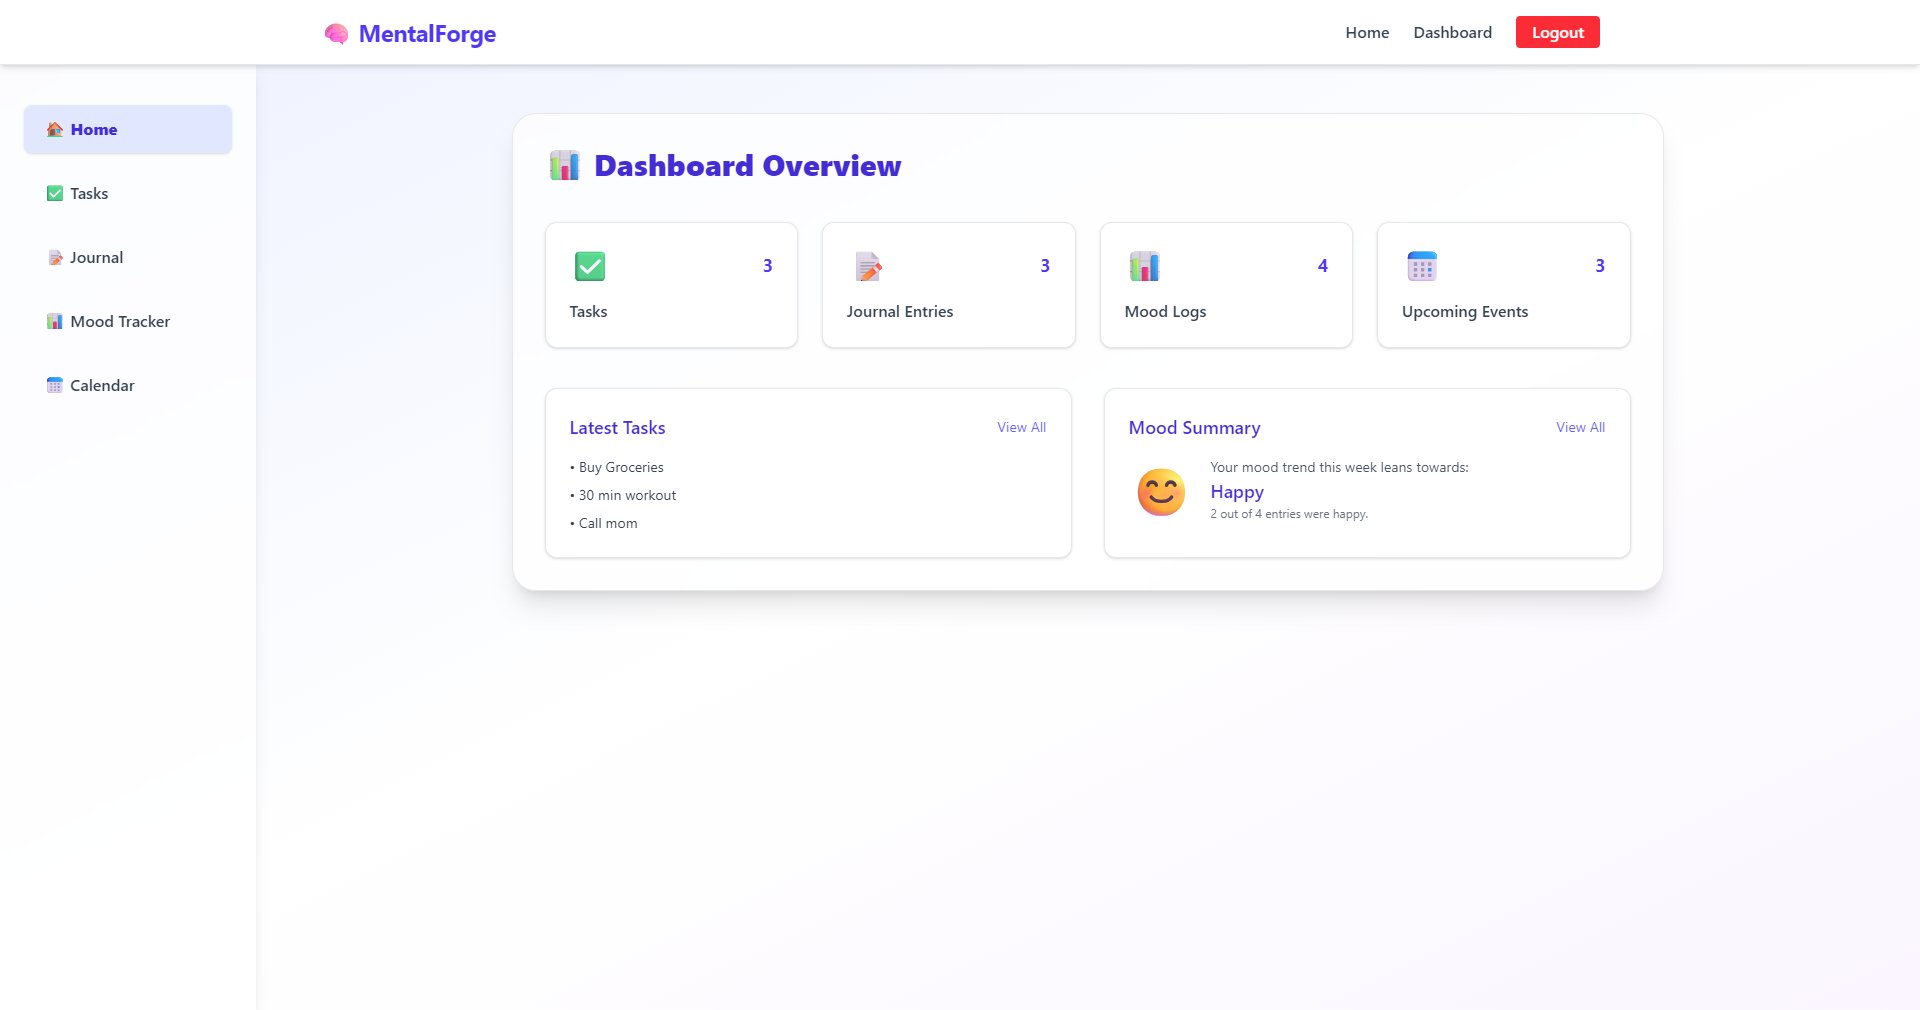 MentalForge
Home
Dashboard
Logout
Home
Tasks
Journal
Mood Tracker
Calendar
Dashboard Overview
3
Tasks
3
Journal Entries
4
Mood Logs
3
Upcoming Events
Latest Tasks
View All
• Buy Groceries
• 30 min workout
• Call mom
Mood Summary
View All
Your mood trend this week leans towards:
Happy
2 out of 4 entries were happy.